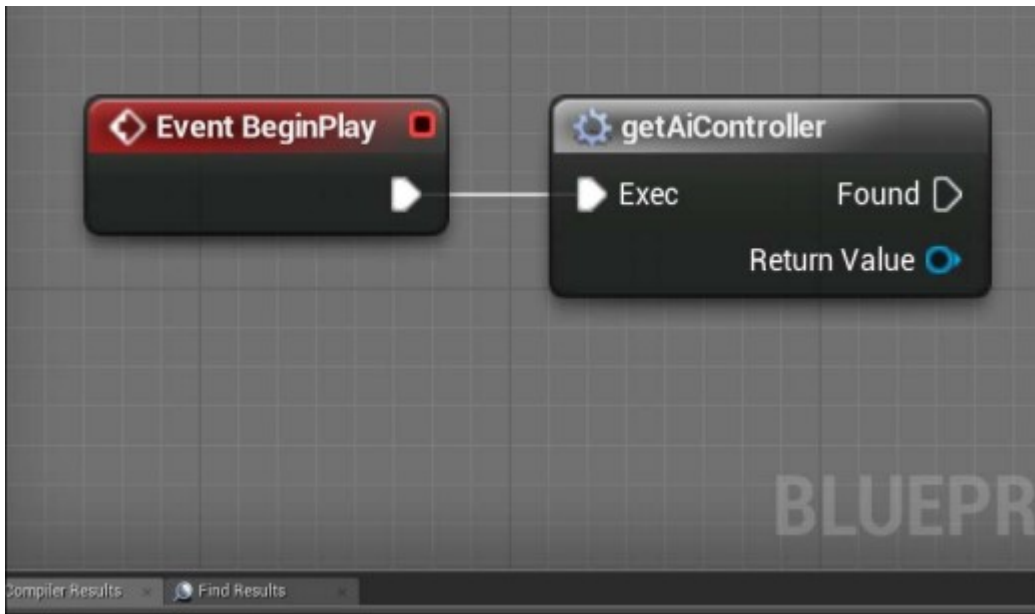 Event BeginPlay
getAiController
Exec
Found
Return Value
BLUEPR
Compiler Results
Find Results